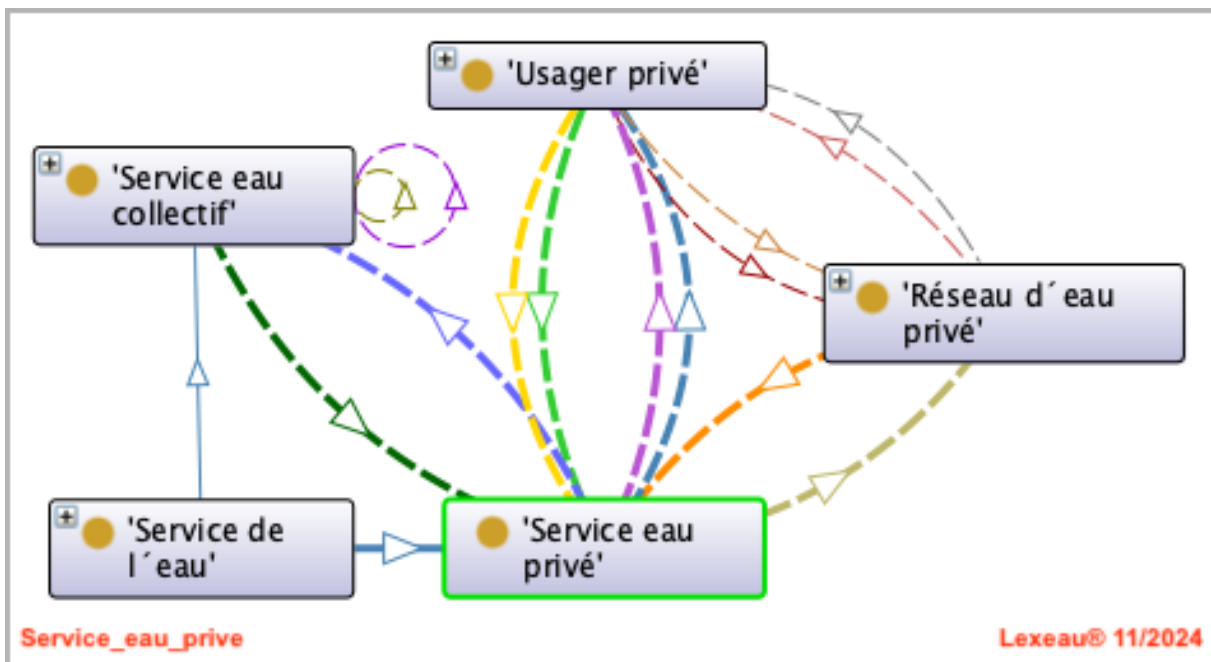 'Usager privé'
'Service eau
collectif'
'Réseau d´eau
privé'
'Service de
l´eau'
'Service eau
privé'
Service_eau_prive
Lexeau® 11/2024